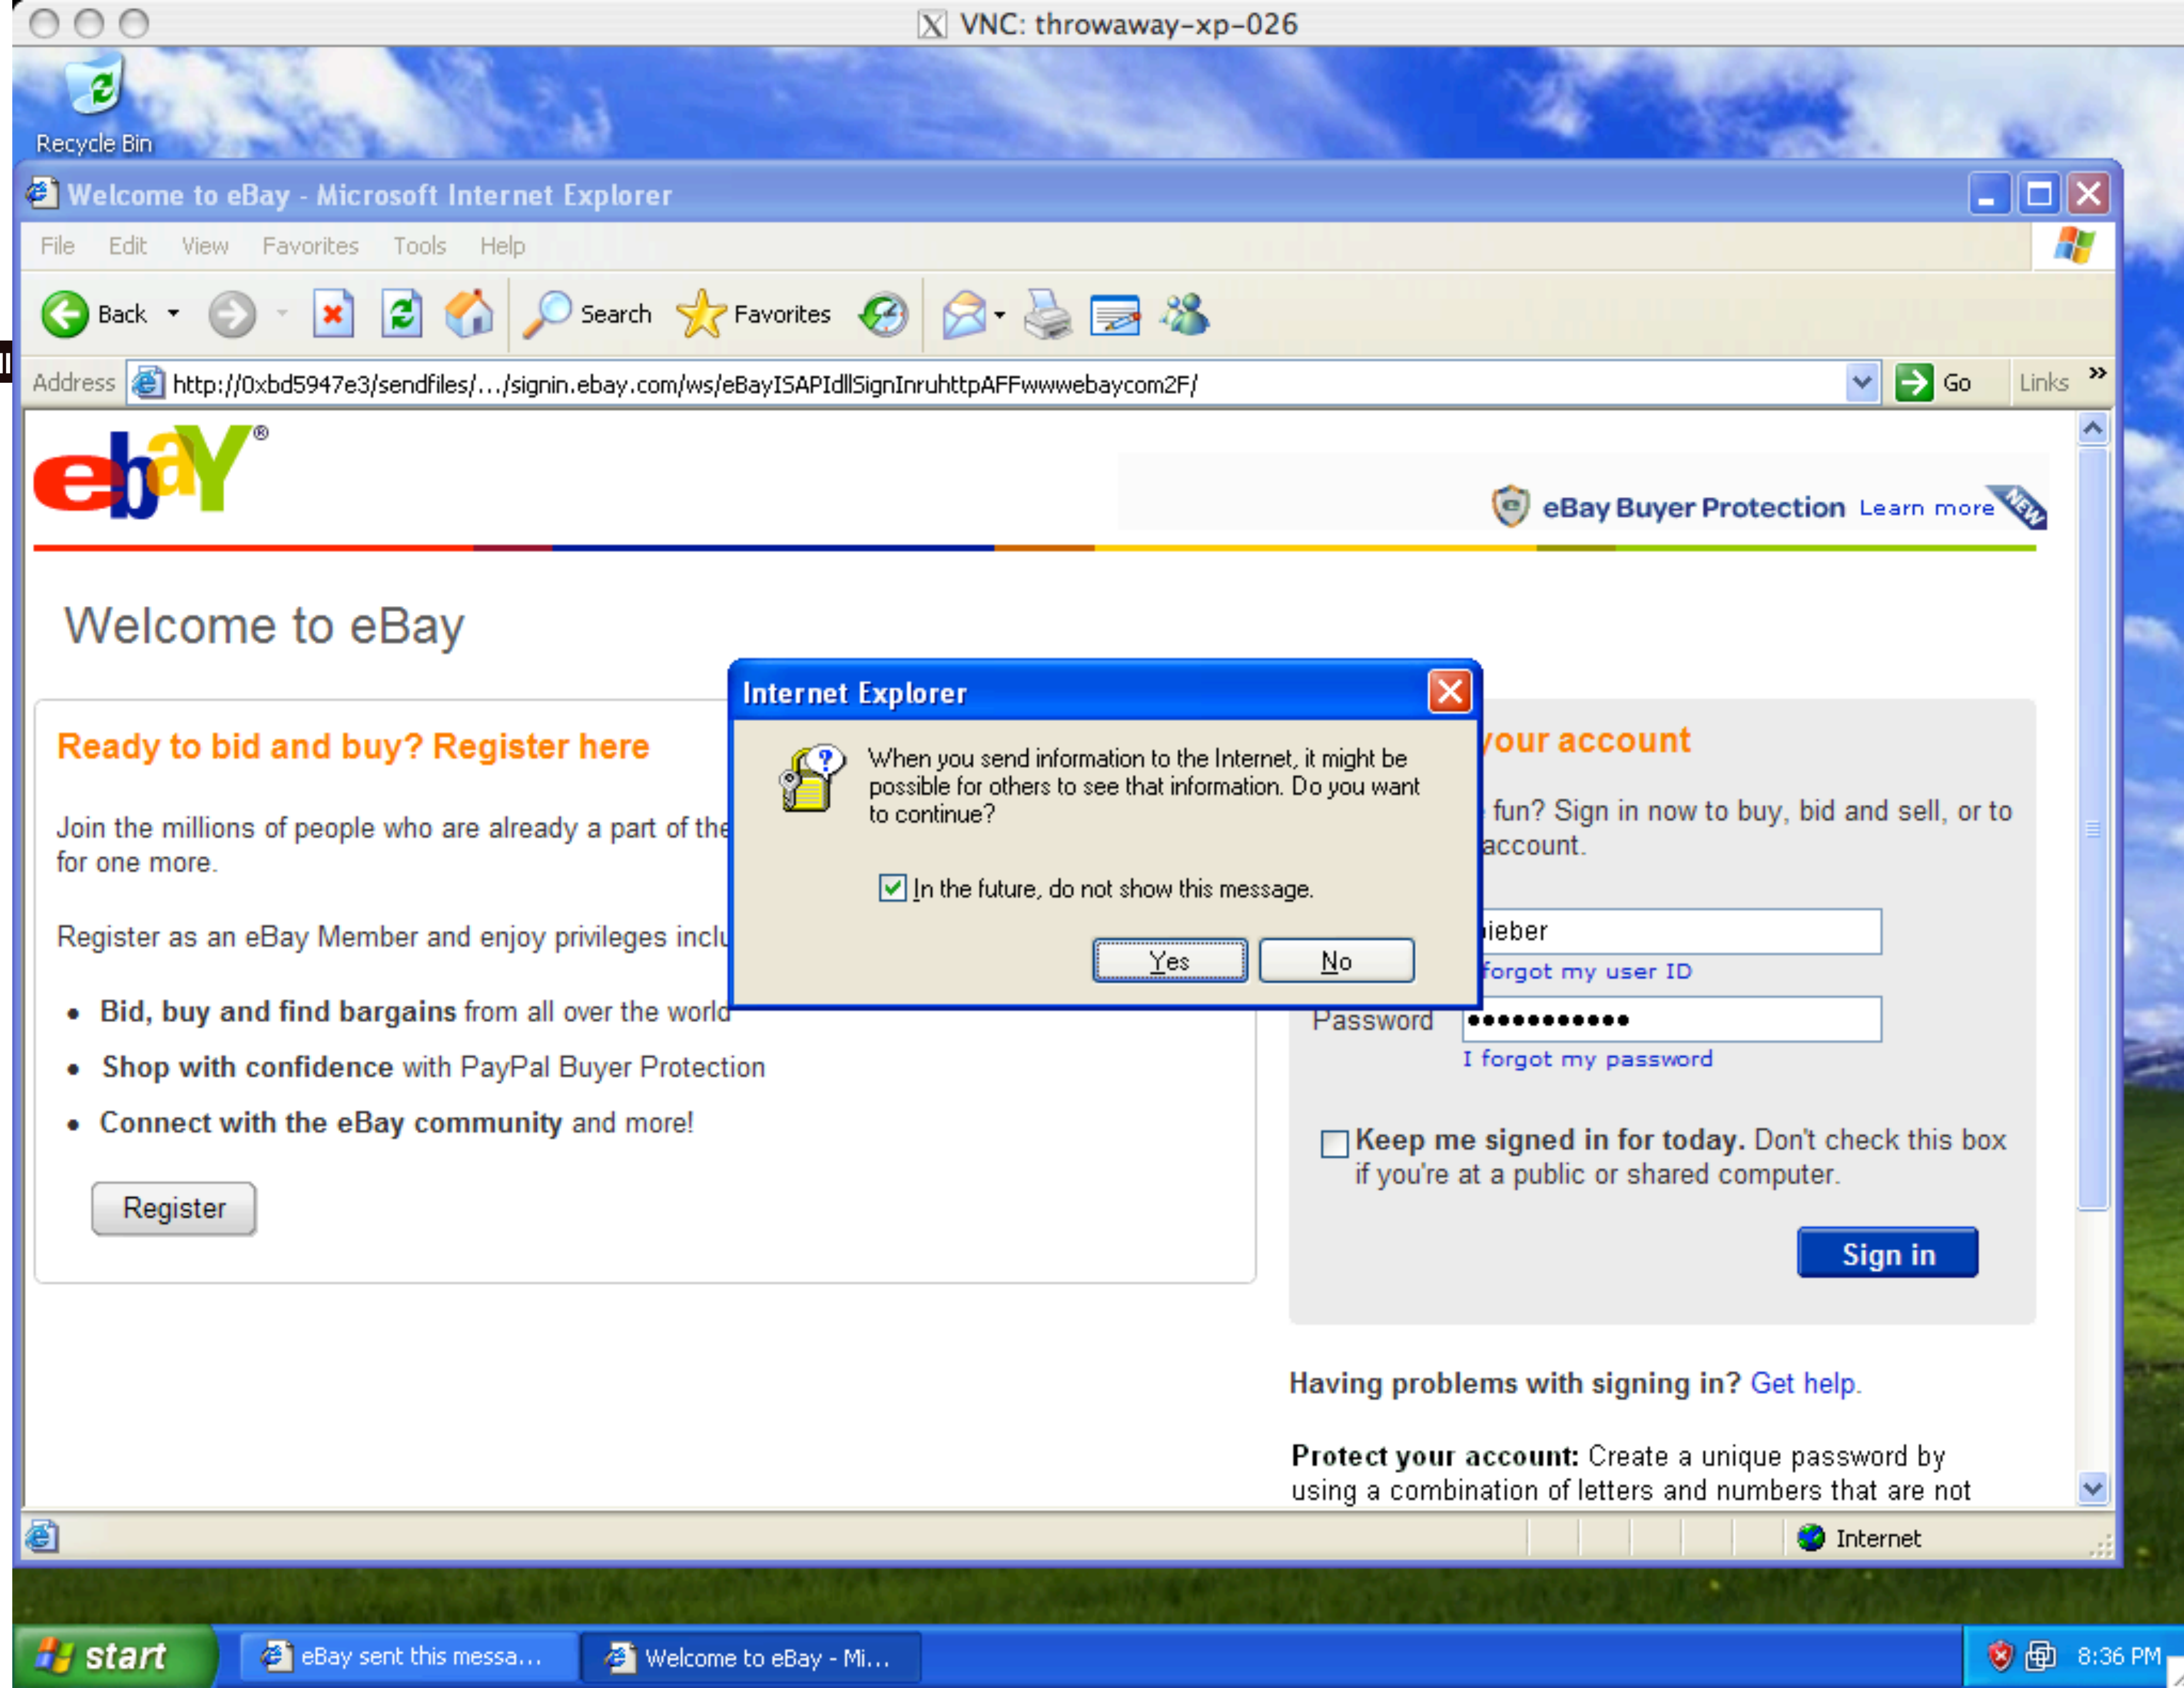 VNC: throwaway-xp-026
Recycle Bin
Welcome to eBay - Microsoft Internet Explorer
File Edit View Favorites Tools Help
Back Search Favorites
Address http://0xbd5947e3/sendfiles/.../signin.ebay.com/ws/eBayISAPIdllSignInruhttpAFFwwwebaycom2F/ Go Links »
ebaY®
eBay Buyer Protection Learn more NEW
Welcome to eBay
Ready to bid and buy? Register here
Join the millions of people who are already a part of the
for one more.
Register as an eBay Member and enjoy privileges inclu
• Bid, buy and find bargains from all over the world
• Shop with confidence with PayPal Buyer Protection
• Connect with the eBay community and more!
Register
Internet Explorer
When you send information to the Internet, it might be
possible for others to see that information. Do you want
to continue?
In the future, do not show this message.
Yes No
your account
fun? Sign in now to buy, bid and sell, or to
account.
ieber
forgot my user ID
Password •••••••••••
I forgot my password
Keep me signed in for today. Don't check this box
if you're at a public or shared computer.
Sign in
Having problems with signing in? Get help.
Protect your account: Create a unique password by
using a combination of letters and numbers that are not
Internet
start eBay sent this messa... Welcome to eBay - Mi... 8:36 PM